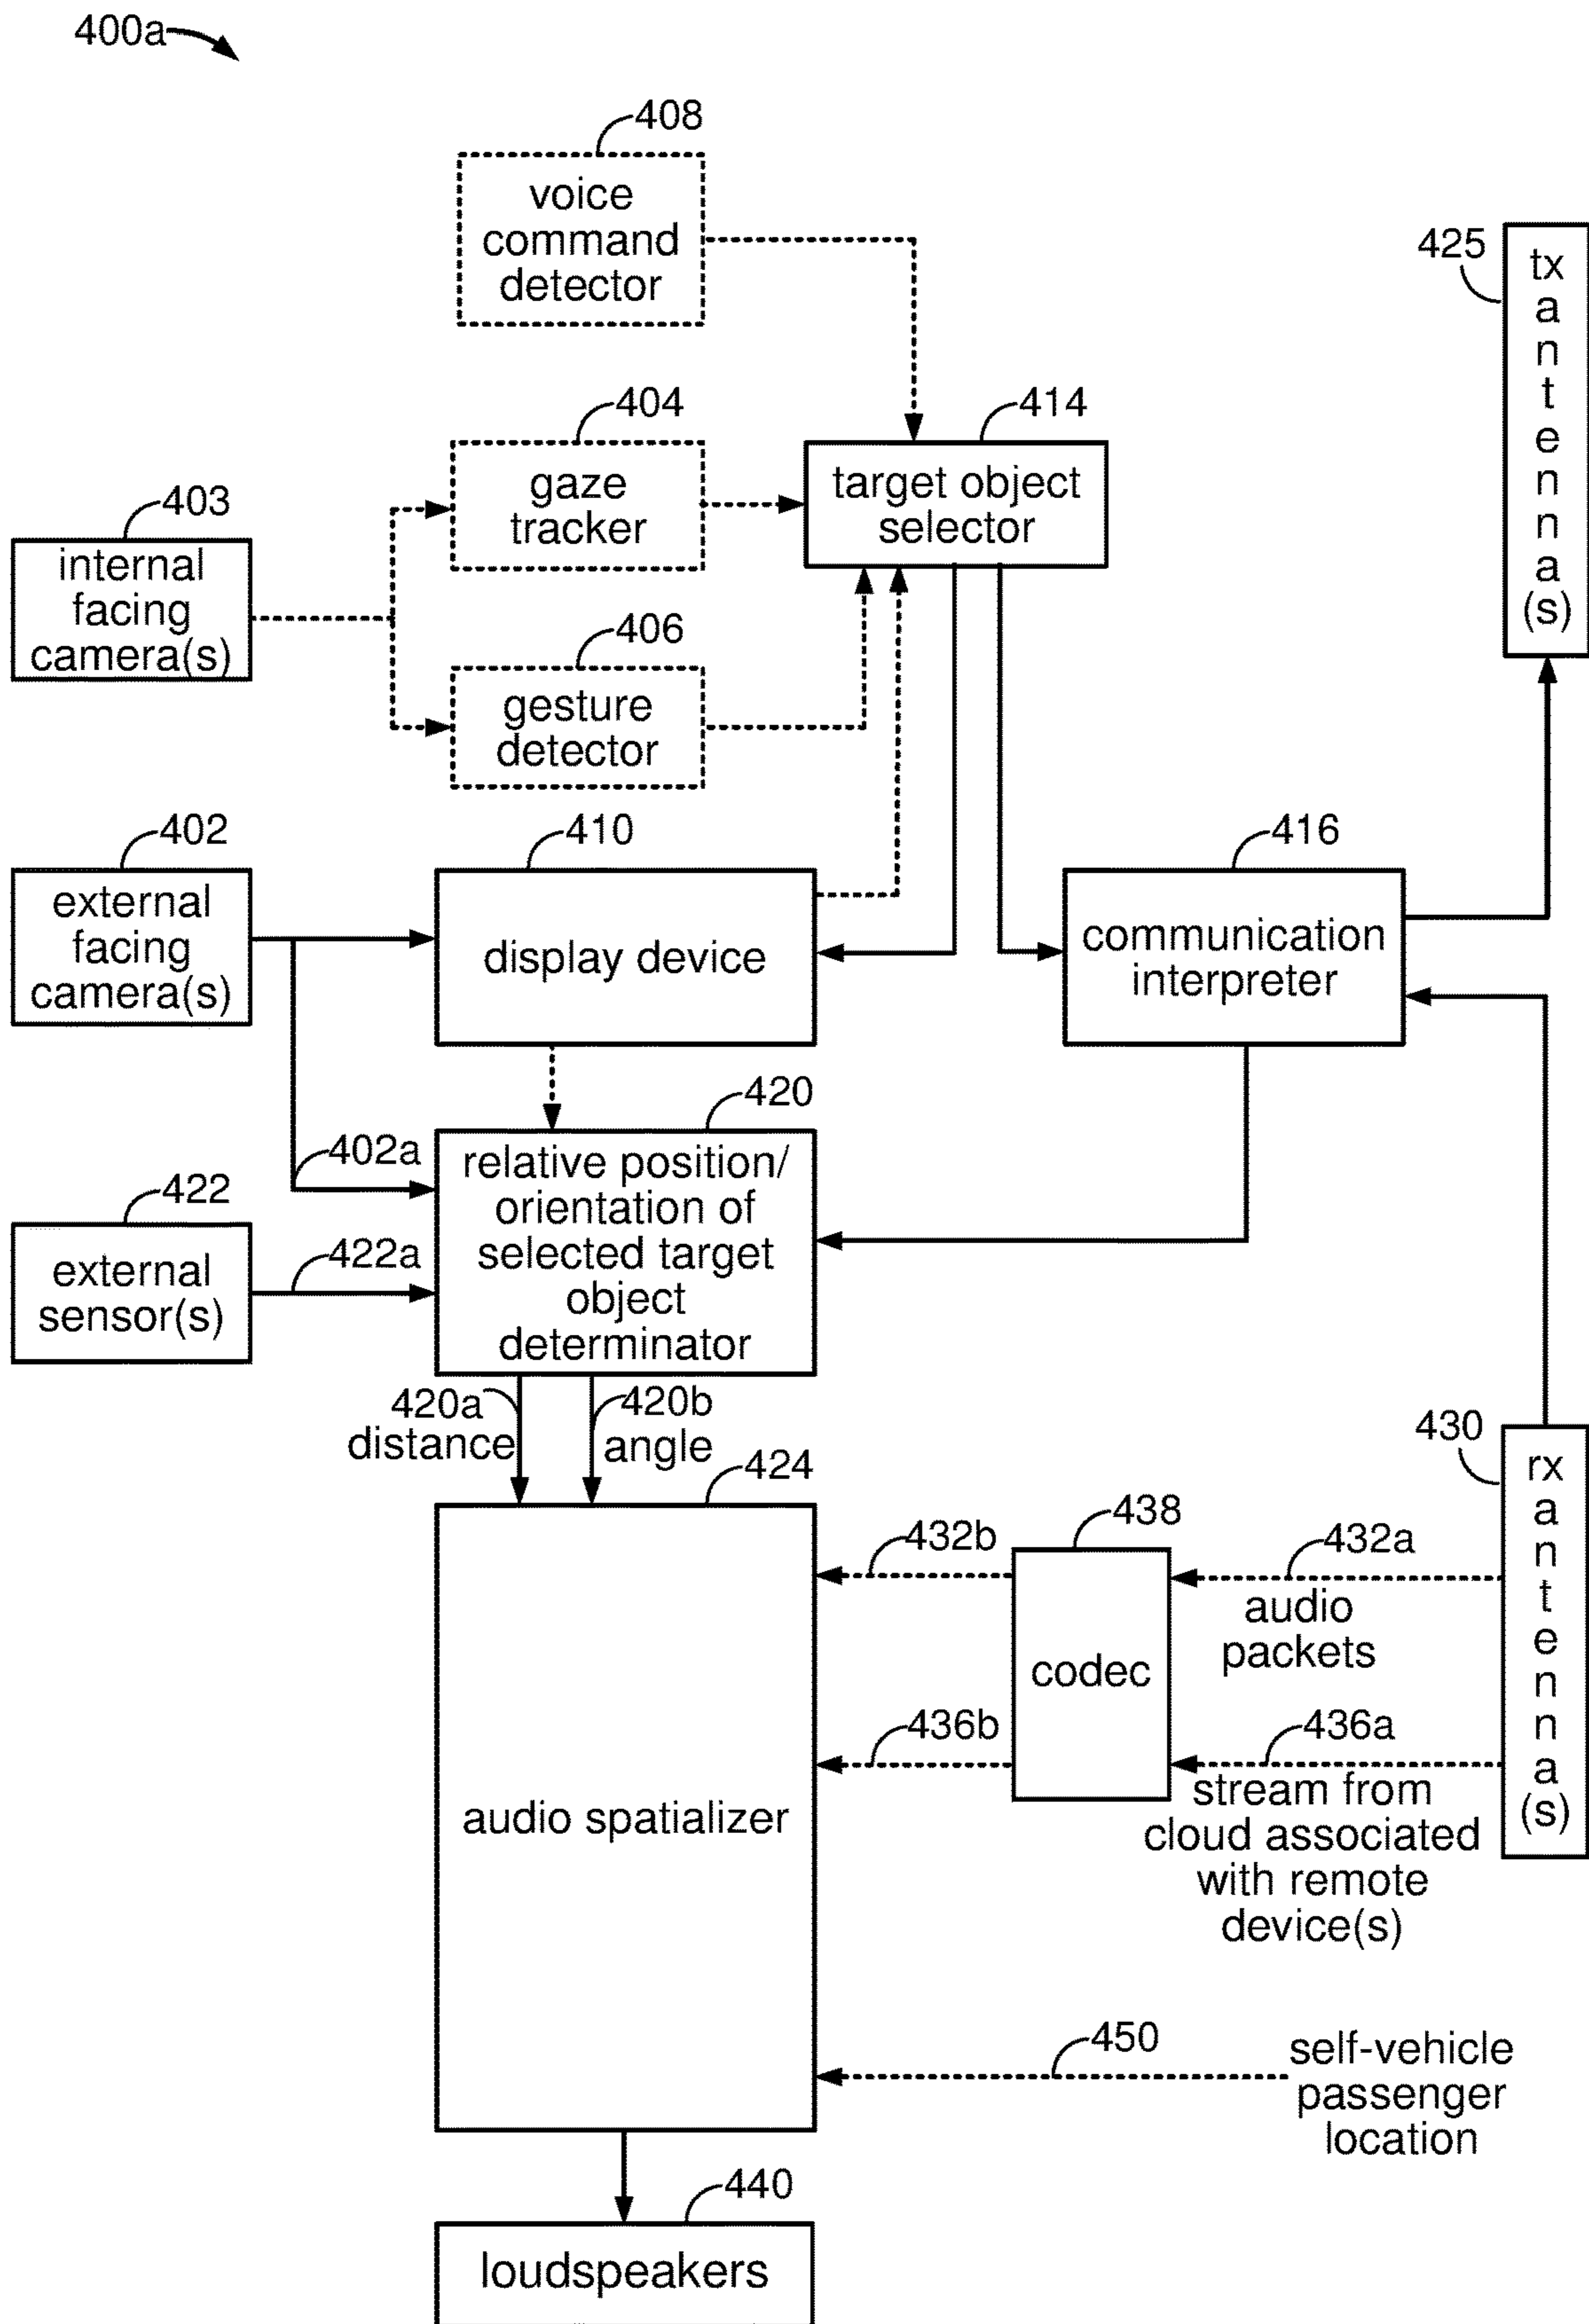 400a
408
voice
command
detector
425
tx
a
n
t
e
n
n
a
(s)
404
gaze
tracker
414
target object
selector
403
internal
facing
camera(s)
406
gesture
detector
402
external
facing
camera(s)
410
display device
416
communication
interpreter
420
402a
relative position/
orientation of
selected target
object
determinator
422
external
sensor(s)
422a
420a
distance
420b
angle
424
audio spatializer
432b
438
codec
432a
audio
packets
430
rx
a
n
t
e
n
n
a
(s)
436b
436a
stream from
cloud associated
with remote
device(s)
450
self-vehicle
passenger
location
440
loudspeakers